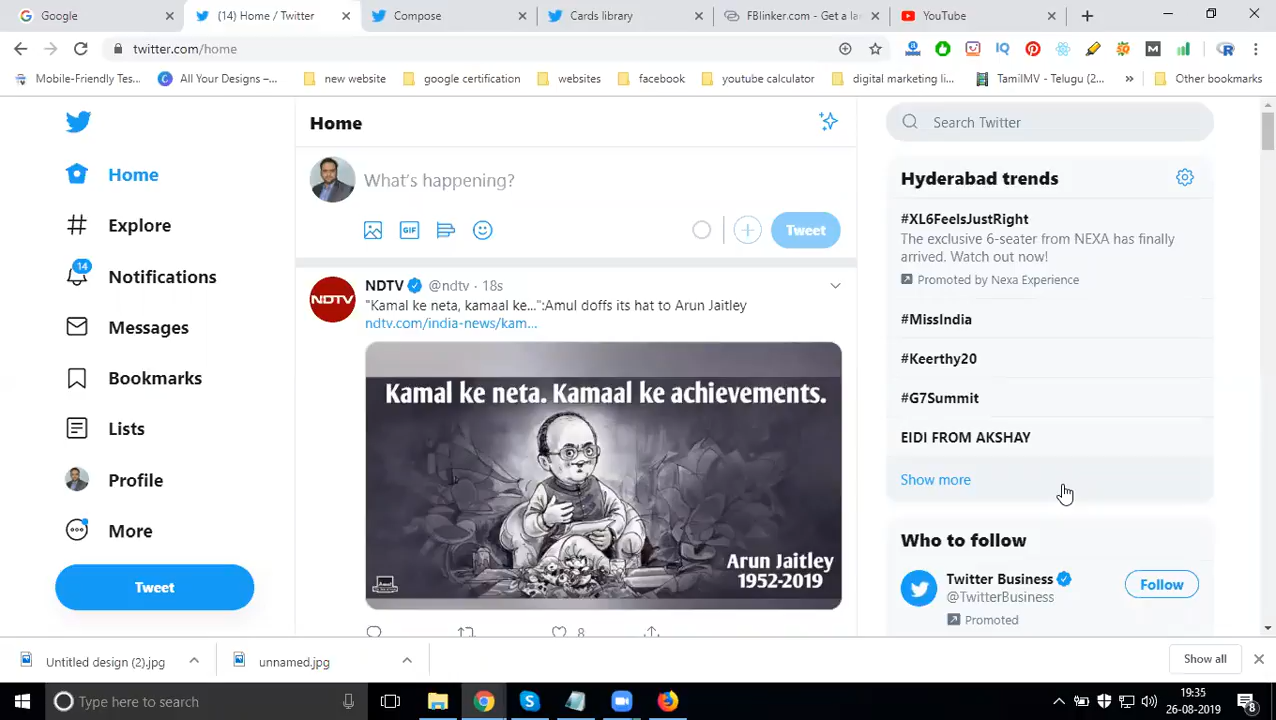 Google
(14) Home / Twitter
Compose
Cards library
FBlinker.com - Get a la
YouTube
twitter.com/home
Mobile-Friendly Tes...
All Your Designs –...
new website
google certification
websites
facebook
youtube calculator
digital marketing li...
TamilMV - Telugu (2...
»
Other bookmarks
Home
Explore
14
Notifications
Messages
Bookmarks
Lists
Profile
More
Tweet
Home
What's happening?
GIF
Tweet
NDTV @ndtv · 18s
"Kamal ke neta, kamaal ke...":Amul doffs its hat to Arun Jaitley
ndtv.com/india-news/kam...
NDTV
Kamal ke neta. Kamaal ke achievements.
Arun Jaitley
1952-2019
8
Search Twitter
Hyderabad trends
#XL6FeelsJustRight
The exclusive 6-seater from NEXA has finally
arrived. Watch out now!
Promoted by Nexa Experience
#MissIndia
#Keerthy20
#G7Summit
EIDI FROM AKSHAY
Show more
Who to follow
Twitter Business
@TwitterBusiness
Promoted
Follow
Untitled design (2).jpg
unnamed.jpg
Show all
Type here to search
19:35
26-08-2019
8